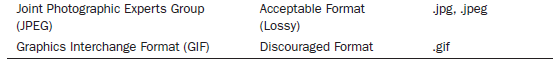 Joint Photographic Experts Group Acceptable Format .jpg, .jpeg
(JPEG) (Lossy)
Graphics Interchange Format (GIF) Discouraged Format .gif